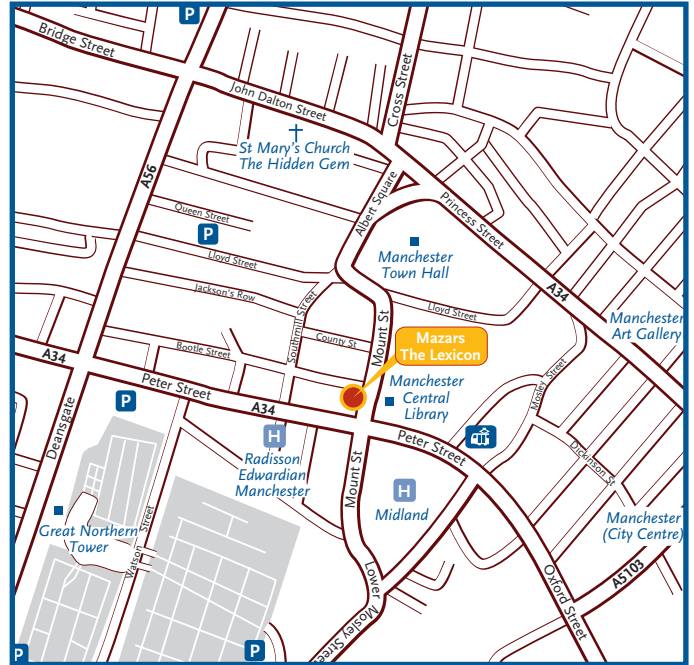 P
Bridge Street
John Dalton Street
Cross Street
St Mary's Church
The Hidden Gem
A56
Albert Square
Princess Street
Queen Street
P
Lloyd Street
Manchester
Town Hall
Jackson's Row
A34
Lloyd Street
Southmill Street
Mount St
Manchester
Art Gallery
County St
Mazars
The Lexicon
Bootle Street
A34
Peter Street
A34
Manchester
Central
Library
Mosley Street
P
Deansgate
H
Radisson
Edwardian
Manchester
Peter Street
Dickinson St
Mount St
H
Midland
Great Northern
Tower
Watson Street
Manchester
(City Centre)
A5103
Oxford Street
Lower Mosley Street
P
P